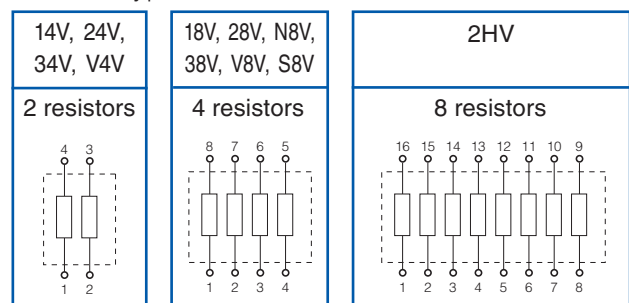 14V, 24V,
34V, V4V
2 resistors
4 3
1 2
18V, 28V, N8V,
38V, V8V, S8V
4 resistors
8 7 6 5
1 2 3 4
2HV
8 resistors
16 15 14 13 12 11 10 9
1 2 3 4 5 6 7 8